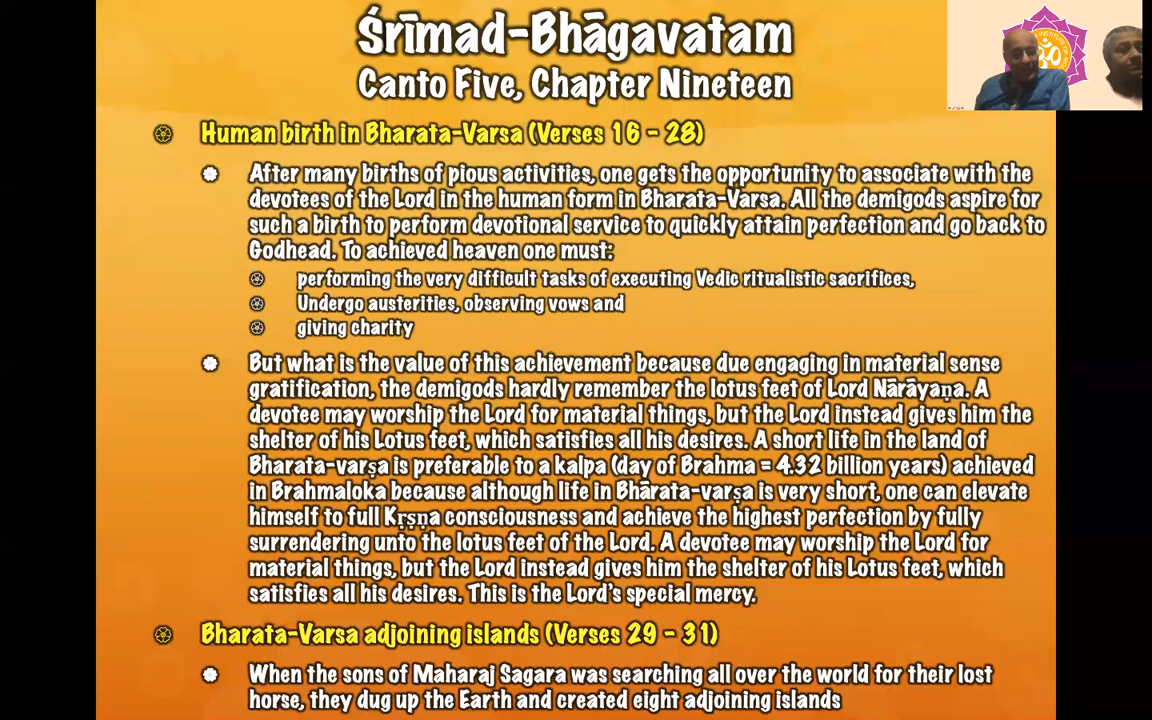 Śrīmad-Bhāgavatam
Canto Five, Chapter Nineteen
Human birth in Bharata-Varsa (Verses 16 – 28)
After many births of pious activities, one gets the opportunity to associate with the
devotees of the Lord in the human form in Bharata-Varsa. All the demigods aspire for
such a birth to perform devotional service to quickly attain perfection and go back to
Godhead. To achieved heaven one must:
performing the very difficult tasks of executing Vedic ritualistic sacrifices,
Undergo austerities, observing vows and
giving charity
But what is the value of this achievement because due engaging in material sense
gratification, the demigods hardly remember the lotus feet of Lord Nārāyaṇa. A
devotee may worship the Lord for material things, but the Lord instead gives him the
shelter of his Lotus feet, which satisfies all his desires. A short life in the land of
Bharata-varṣa is preferable to a kalpa (day of Brahma = 4.32 billion years) achieved
in Brahmaloka because although life in Bhārata-varṣa is very short, one can elevate
himself to full Kṛṣṇa consciousness and achieve the highest perfection by fully
surrendering unto the lotus feet of the Lord. A devotee may worship the Lord for
material things, but the Lord instead gives him the shelter of his Lotus feet, which
satisfies all his desires. This is the Lord's special mercy.
Bharata-Varsa adjoining islands (Verses 29 – 31)
When the sons of Maharaj Sagara was searching all over the world for their lost
horse, they dug up the Earth and created eight adjoining islands